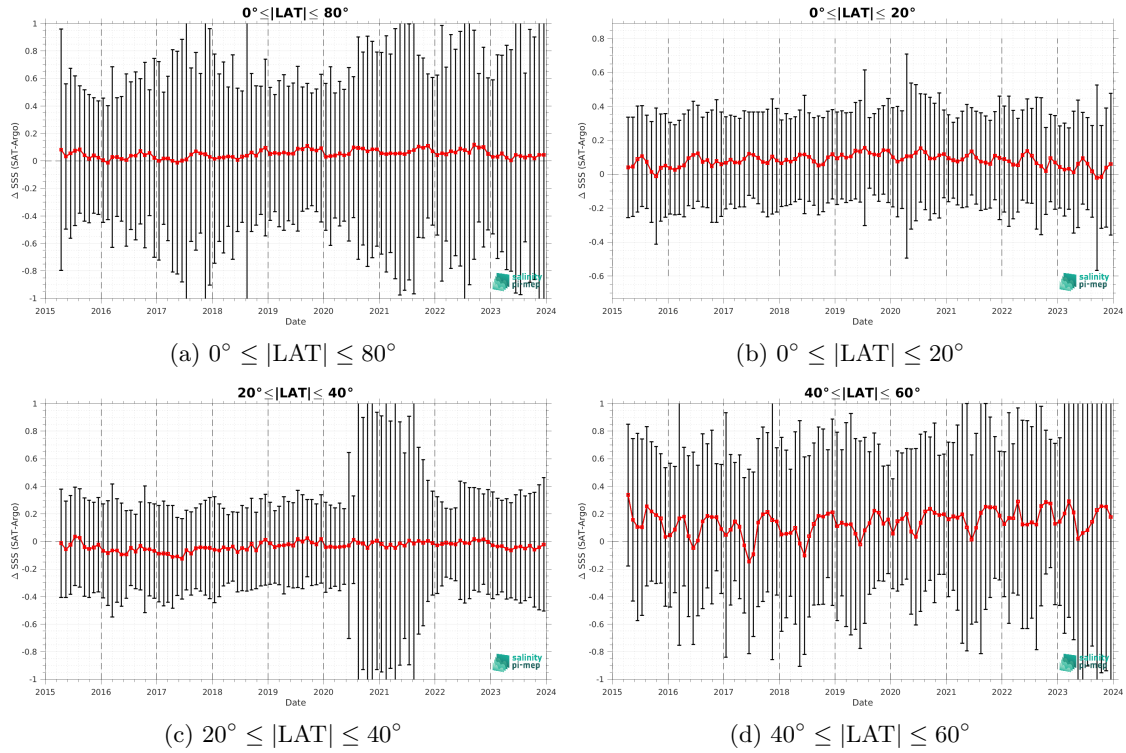 0°≤|LAT|≤ 80°
1
0.8
0.6
0.4
0.2
0
-0.2
-0.4
-0.6
-0.8
-1
Δ SSS (SAT-Argo)
salinity
pi-mep
2015 2016 2017 2018 2019 2020 2021 2022 2023 2024
Date
(a) 0° ≤ |LAT| ≤ 80°
0°≤|LAT|≤ 20°
0.8
0.6
0.4
0.2
0
-0.2
-0.4
-0.6
Δ SSS (SAT-Argo)
salinity
pi-mep
2015 2016 2017 2018 2019 2020 2021 2022 2023 2024
Date
(b) 0° ≤ |LAT| ≤ 20°
20°≤|LAT|≤ 40°
1
0.8
0.6
0.4
0.2
0
-0.2
-0.4
-0.6
-0.8
-1
Δ SSS (SAT-Argo)
salinity
pi-mep
2015 2016 2017 2018 2019 2020 2021 2022 2023 2024
Date
(c) 20° ≤ |LAT| ≤ 40°
40°≤|LAT|≤ 60°
1
0.8
0.6
0.4
0.2
0
-0.2
-0.4
-0.6
-0.8
-1
Δ SSS (SAT-Argo)
salinity
pi-mep
2015 2016 2017 2018 2019 2020 2021 2022 2023 2024
Date
(d) 40° ≤ |LAT| ≤ 60°